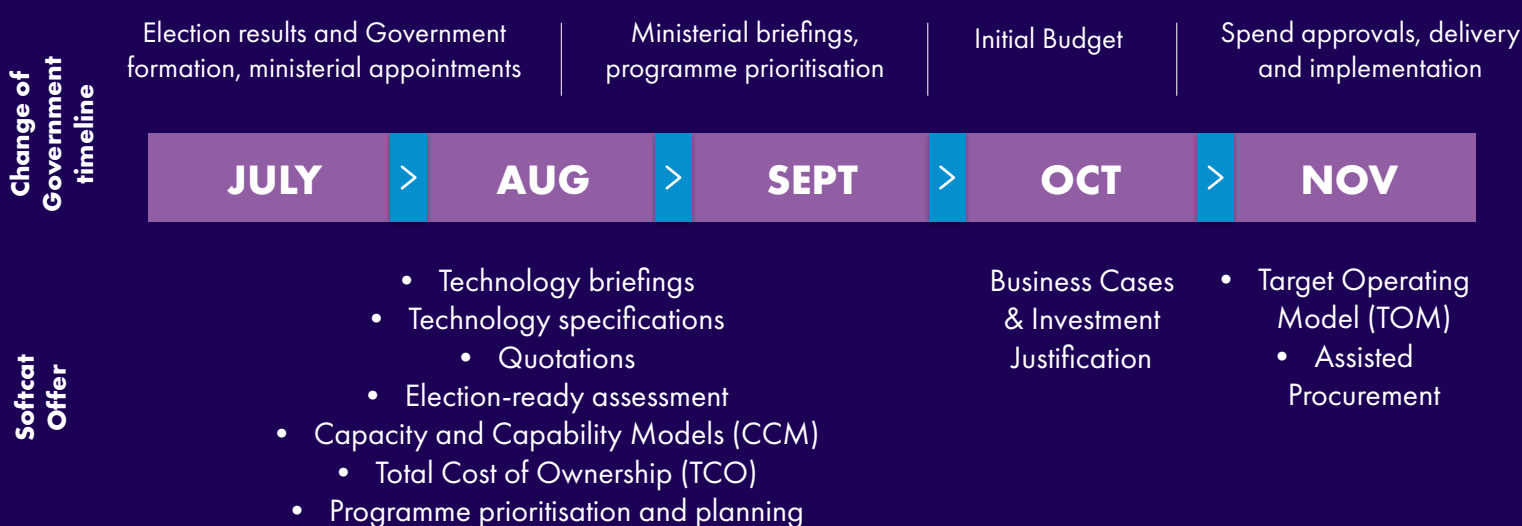 Change of
Government
timeline
Election results and Government
formation, ministerial appointments
Ministerial briefings,
programme prioritisation
Initial Budget
Spend approvals, delivery
and implementation
JULY > AUG > SEPT > OCT > NOV
Softcat
Offer
• Technology briefings
• Technology specifications
• Quotations
• Election-ready assessment
• Capacity and Capability Models (CCM)
• Total Cost of Ownership (TCO)
• Programme prioritisation and planning
Business Cases
& Investment
Justification
• Target Operating
Model (TOM)
• Assisted
Procurement